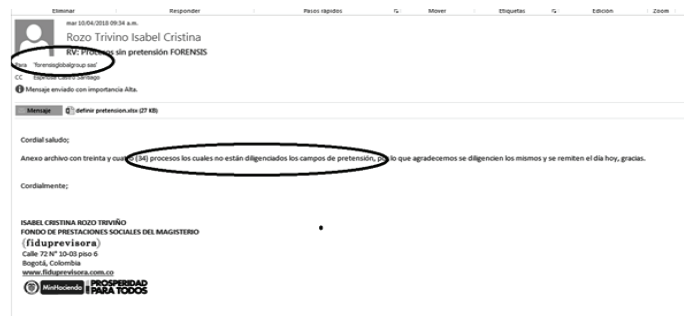 Eliminar Responder Pasos rápidos Mover Etiquetas Edición Zoom
mar 10/04/2018 09:34 a.m.
Rozo Trivino Isabel Cristina
RV: Procesos sin pretensión FORENSIS
Para 'forensisglobalgroup sas'
CC Espinosa Castro Santiago
Mensaje enviado con importancia Alta.
Mensaje definir pretension.xlsx (27 KB)
Cordial saludo;
Anexo archivo con treinta y cuatro (34) procesos los cuales no están diligenciados los campos de pretensión, por lo que agradecemos se diligencien los mismos y se remiten el día hoy, gracias.
Cordialmente;
ISABEL CRISTINA ROZO TRIVIÑO
FONDO DE PRESTACIONES SOCIALES DEL MAGISTERIO
(fiduprevisora)
Calle 72 N° 10-03 piso 6
Bogotá, Colombia
www.fiduprevisora.com.co
MinHacienda PROSPERIDAD
PARA TODOS